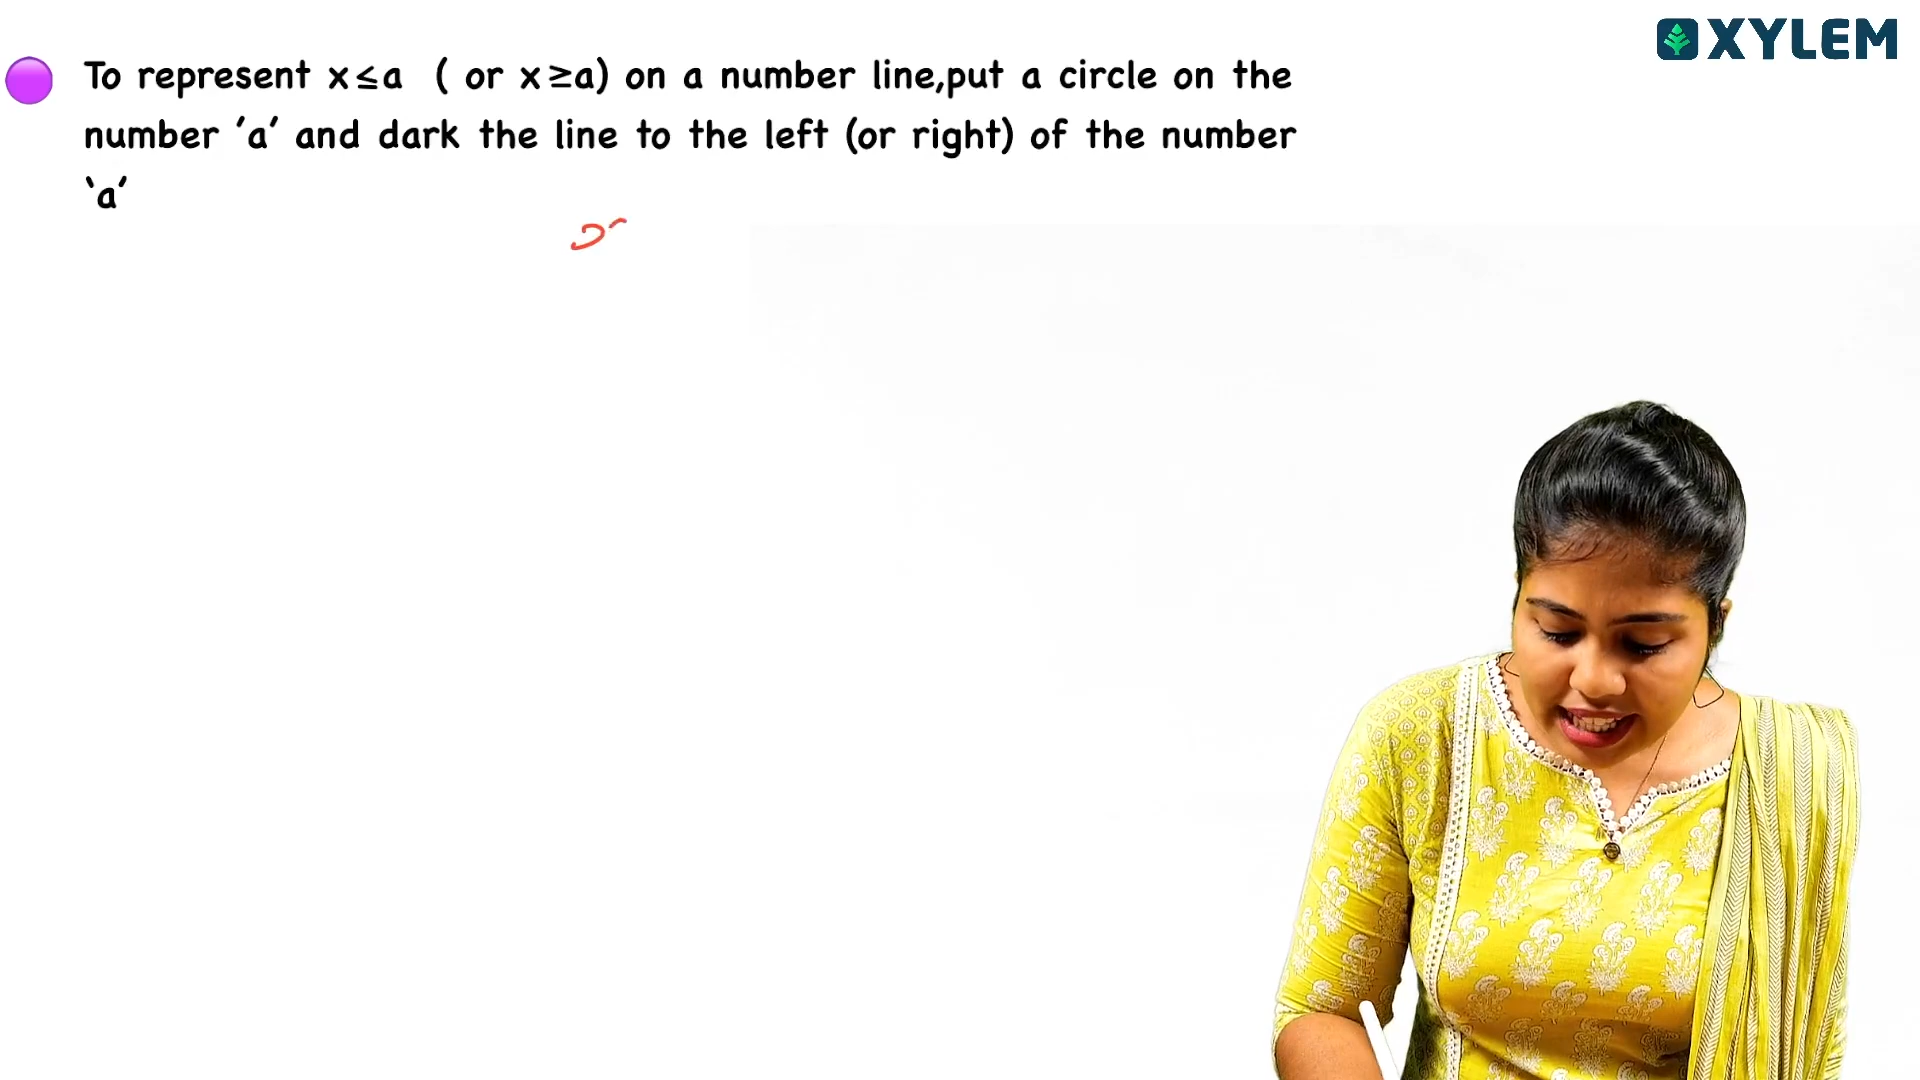 XYLEM
To represent x≤a ( or x≥a) on a number line,put a circle on the
number ’a’ and dark the line to the left (or right) of the number
‘a’